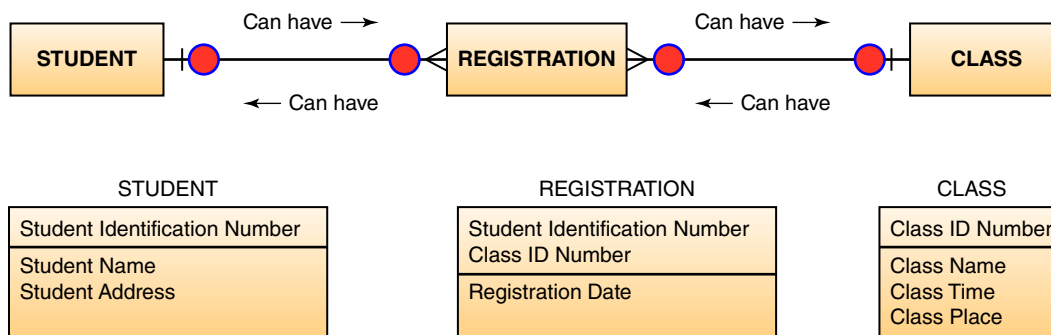 Can have
Can have
STUDENT
REGISTRATION
CLASS
Can have
Can have
STUDENT
REGISTRATION
CLASS
Student Identification Number
Student Name
Student Address
Student Identification Number
Class ID Number
Registration Date
Class ID Number
Class Name
Class Time
Class Place